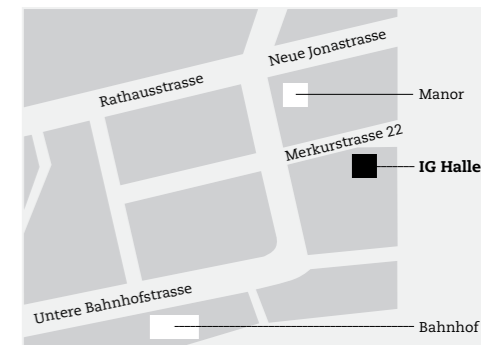 Neue Jonastrasse
Rathausstrasse
Manor
Merkurstrasse 22
IG Halle
Untere Bahnhofstrasse
Bahnhof